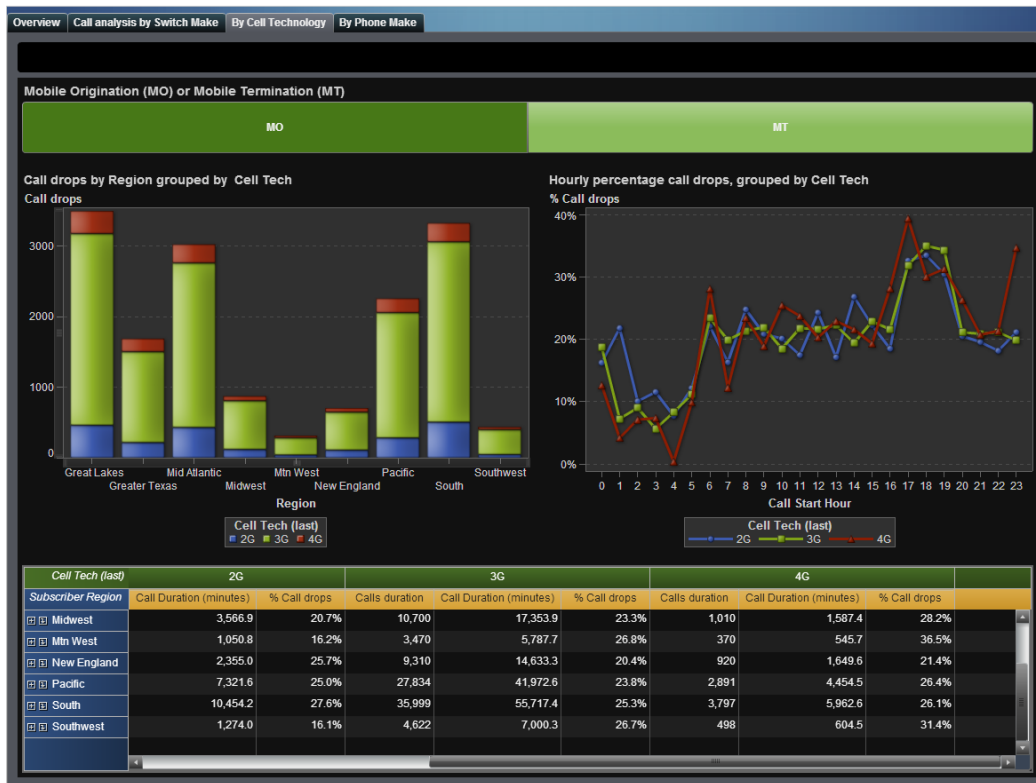 Overview Call analysis by Switch Make By Cell Technology By Phone Make
Mobile Origination (MO) or Mobile Termination (MT)
MO MT
Call drops by Region grouped by Cell Tech
Call drops
3000
2000
1000
0
Great Lakes Mid Atlantic Mtn West Pacific Southwest
Greater Texas Midwest New England South
Region
Cell Tech (last)
2G 3G 4G
Hourly percentage call drops, grouped by Cell Tech
% Call drops
40%
30%
20%
10%
0%
0 1 2 3 4 5 6 7 8 9 10 11 12 13 14 15 16 17 18 19 20 21 22 23
Call Start Hour
Cell Tech (last)
2G 3G 4G
Cell Tech (last) 2G 3G 4G
Subscriber Region Call Duration (minutes) % Call drops Calls duration Call Duration (minutes) % Call drops Calls duration Call Duration (minutes) % Call drops
Midwest 3,566.9 20.7% 10,700 17,353.9 23.3% 1,010 1,587.4 28.2%
Mtn West 1,050.8 16.2% 3,470 5,787.7 26.8% 370 545.7 36.5%
New England 2,355.0 25.7% 9,310 14,633.3 20.4% 920 1,649.6 21.4%
Pacific 7,321.6 25.0% 27,834 41,972.6 23.8% 2,891 4,454.5 26.4%
South 10,454.2 27.6% 35,999 55,717.4 25.3% 3,797 5,962.6 26.1%
Southwest 1,274.0 16.1% 4,622 7,000.3 26.7% 498 604.5 31.4%